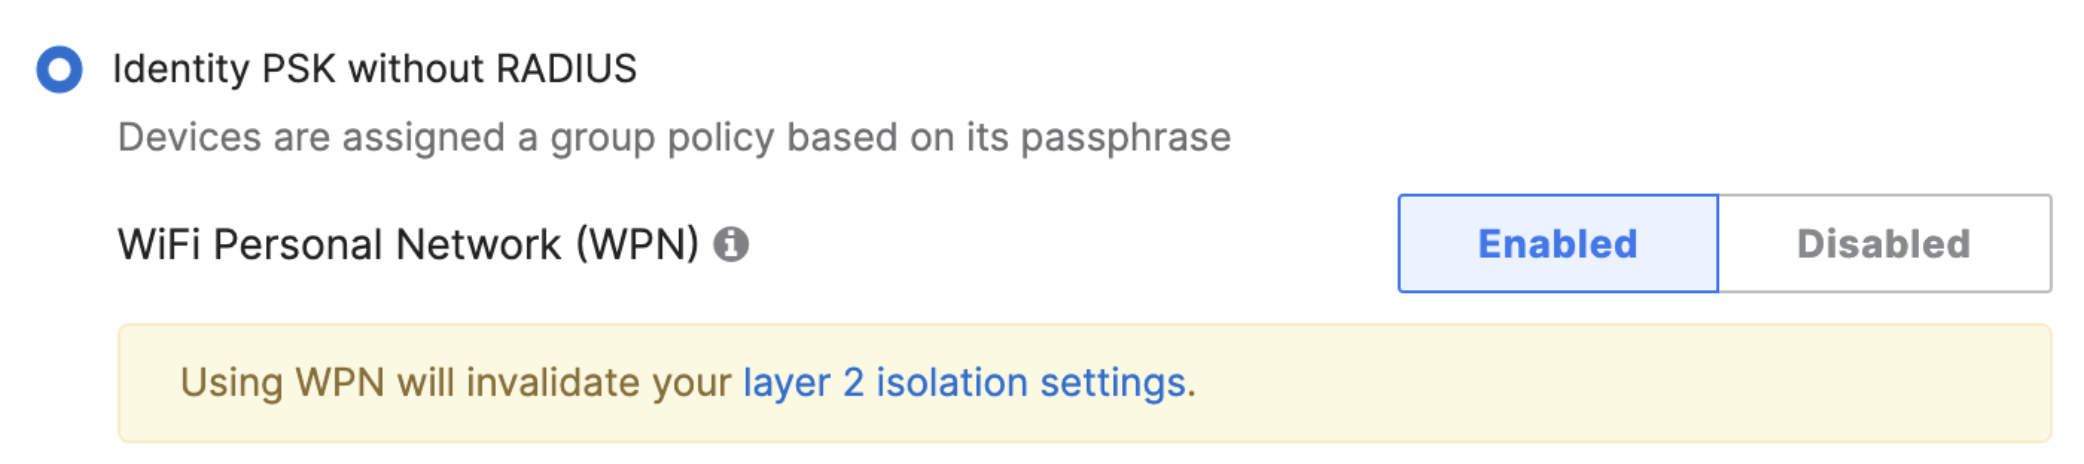 Identity PSK without RADIUS
Devices are assigned a group policy based on its passphrase
WiFi Personal Network (WPN)
Enabled
Disabled
Using WPN will invalidate your layer 2 isolation settings.